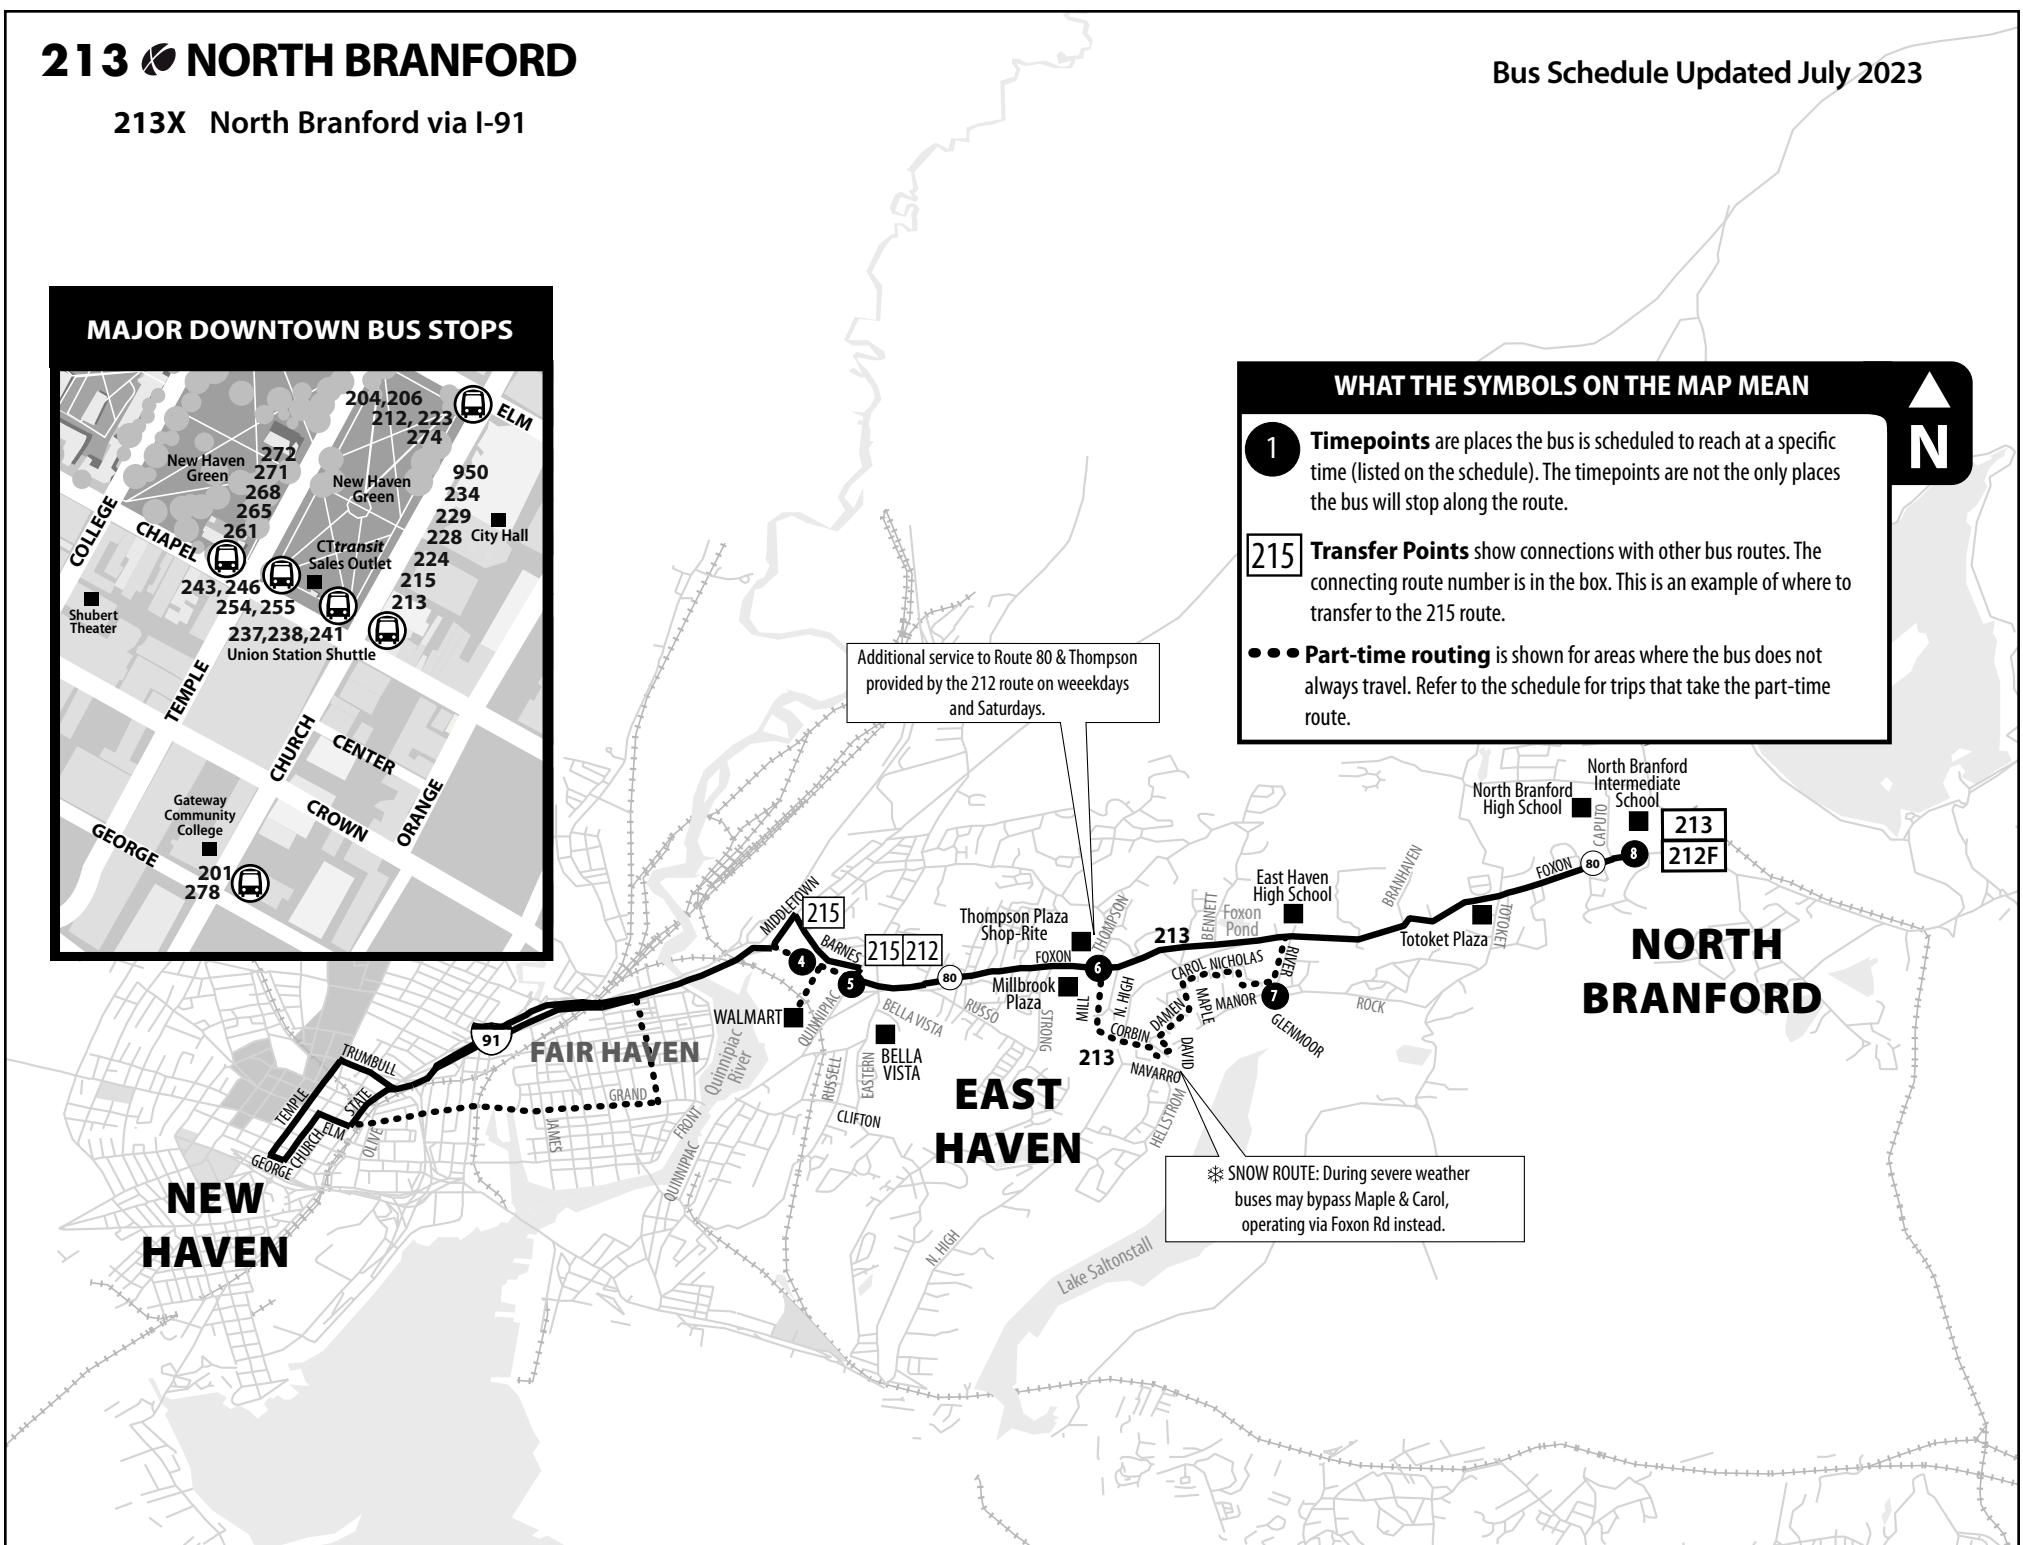 213 NORTH BRANFORD
213X North Branford via I-91
Bus Schedule Updated July 2023
MAJOR DOWNTOWN BUS STOPS
204,206
212, 223
274
ELM
272
271
268
265
261
New Haven
Green
New Haven
Green
950
234
229
228
224
215
213
City Hall
COLLEGE
CHAPEL
CTtransit
Sales Outlet
243, 246
254, 255
Shubert
Theater
237,238,241
Union Station Shuttle
TEMPLE
CHURCH
CENTER
CROWN
ORANGE
GEORGE
Gateway
Community
College
201
278
WHAT THE SYMBOLS ON THE MAP MEAN
N
1
Timepoints are places the bus is scheduled to reach at a specific
time (listed on the schedule). The timepoints are not the only places
the bus will stop along the route.
215
Transfer Points show connections with other bus routes. The
connecting route number is in the box. This is an example of where to
transfer to the 215 route.
Part-time routing is shown for areas where the bus does not
always travel. Refer to the schedule for trips that take the part-time
route.
Additional service to Route 80 & Thompson
provided by the 212 route on weeekdays
and Saturdays.
North Branford
Intermediate
School
North Branford
High School
CAPUTO
213
212F
8
80
FOXON
BRANHAVEN
East Haven
High School
TOTOKET
Totoket Plaza
NORTH
BRANFORD
MIDDLETOWN
215
BARNES
215
212
4
5
80
Thompson Plaza
Shop-Rite
THOMPSON
FOXON
6
213
BENNETT
Foxon
Pond
RIVER
CAROL
NICHOLAS
Millbrook
Plaza
MILL
N. HIGH
DAMEN
MAPLE
MANOR
7
ROCK
GLENMOOR
WALMART
QUINNIPIAC
BELLA VISTA
RUSSO
STRONG
CORBIN
213
NAVARRO
DAVID
HELLSTROM
BELLA
VISTA
RUSSELL
EASTERN
CLIFTON
EAST
HAVEN
91
FAIR HAVEN
Quinnipiac
River
GRAND
JAMES
FRONT
QUINNIPIAC
TRUMBULL
TEMPLE
STATE
ELM
CHURCH
GEORGE
OLIVE
NEW
HAVEN
SNOW ROUTE: During severe weather
buses may bypass Maple & Carol,
operating via Foxon Rd instead.
N. HIGH
Lake Saltonstall